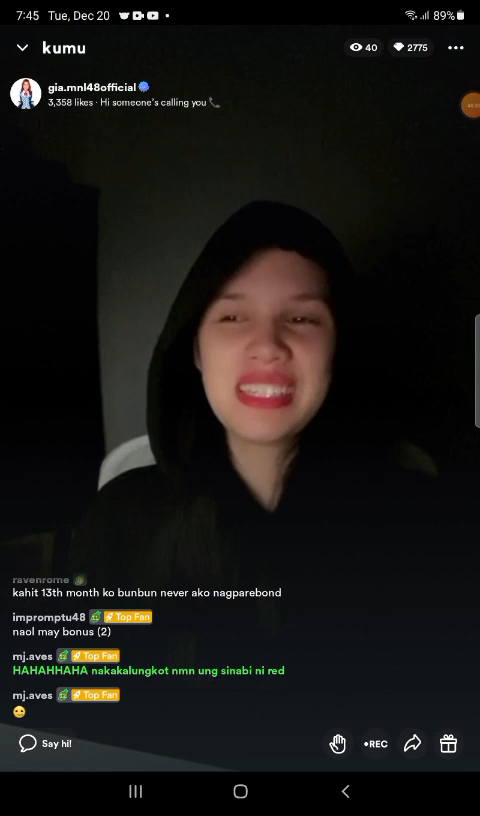 7:45 Tue, Dec 20 89%
kumu 40 2775
gia.mnl48official
3,358 likes · Hi someone's calling you 📞
ravenrome
kahit 13th month ko bunbun never ako nagparebond
impromptu48 Top Fan
naol may bonus (2)
mj.aves Top Fan
HAHAHHAHA nakakalungkot nmn ung sinabi ni red
mj.aves Top Fan
Say hi! •REC